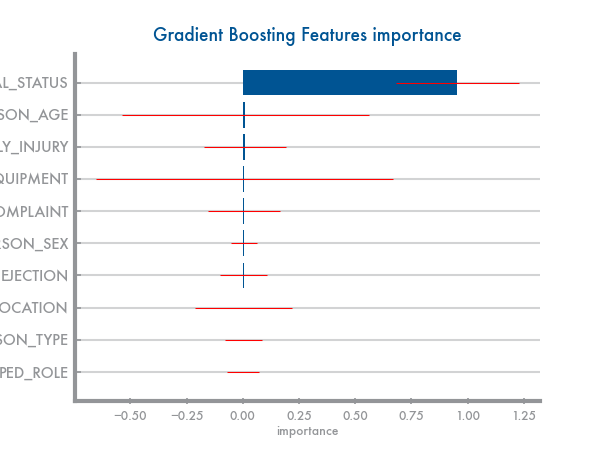 Gradient Boosting Features importance
AL_STATUS
SON_AGE
LY_INJURY
QUIPMENT
OMPLAINT
RSON_SEX
EJECTION
OCATION
SON_TYPE
PED_ROLE
−0.50 −0.25 0.00 0.25 0.50 0.75 1.00 1.25
importance